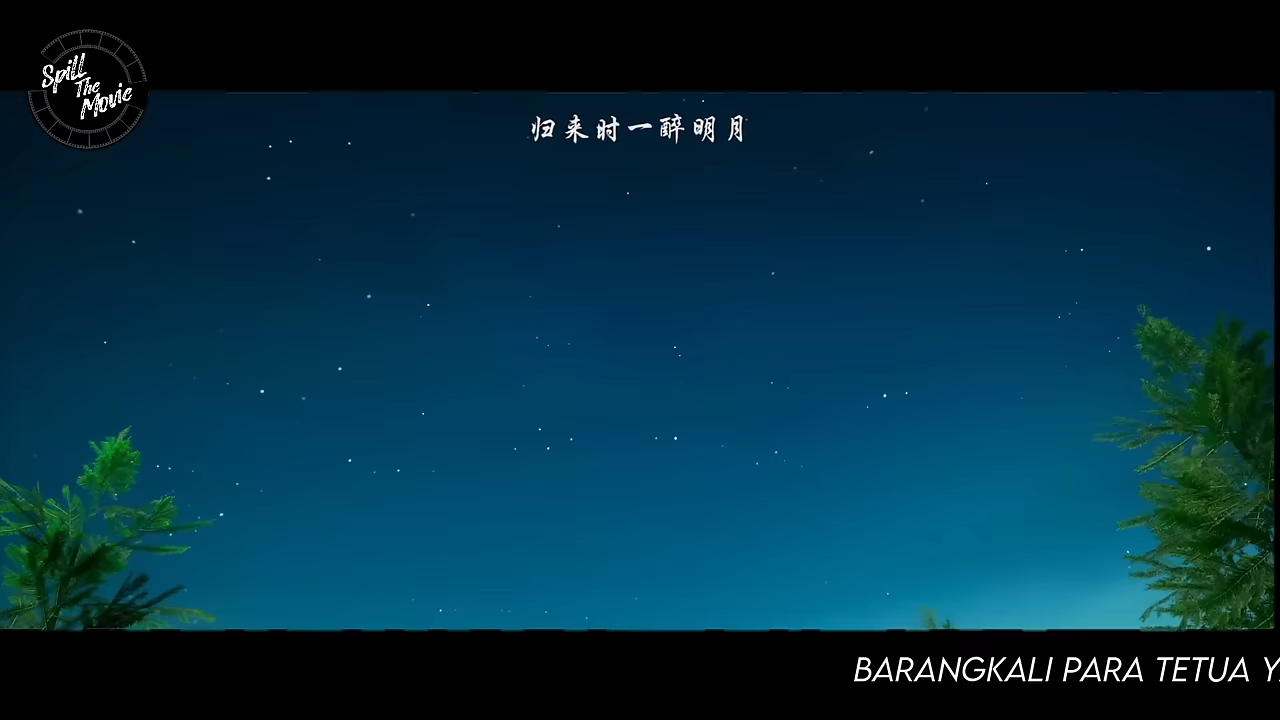 Spill
The
Movie
归来时一醉明月
BARANGKALI PARA TETUA